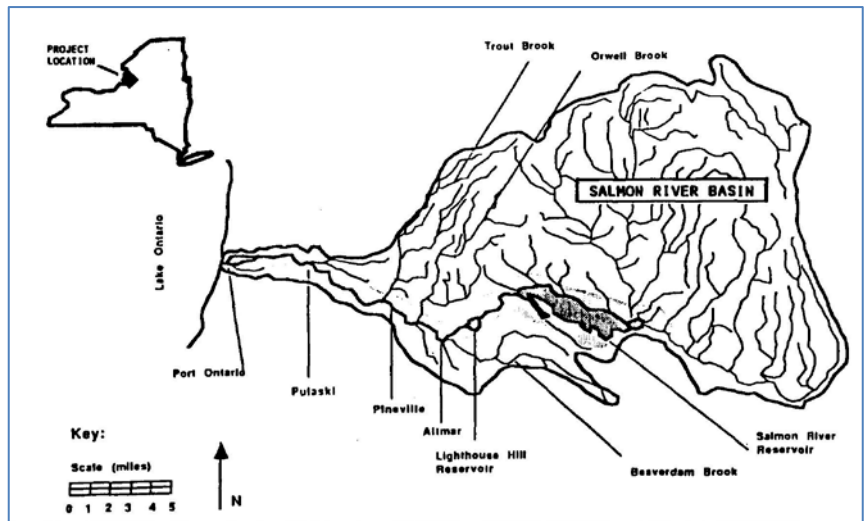 PROJECT
LOCATION
Trout Brook
Orwell Brook
SALMON RIVER BASIN
Lake Ontario
Port Ontario
Pulaski
Pineville
Altmar
Lighthouse Hill
Reservoir
Beaverdam Brook
Salmon River
Reservoir
Key:
Scale (miles)
0 1 2 3 4 5
N